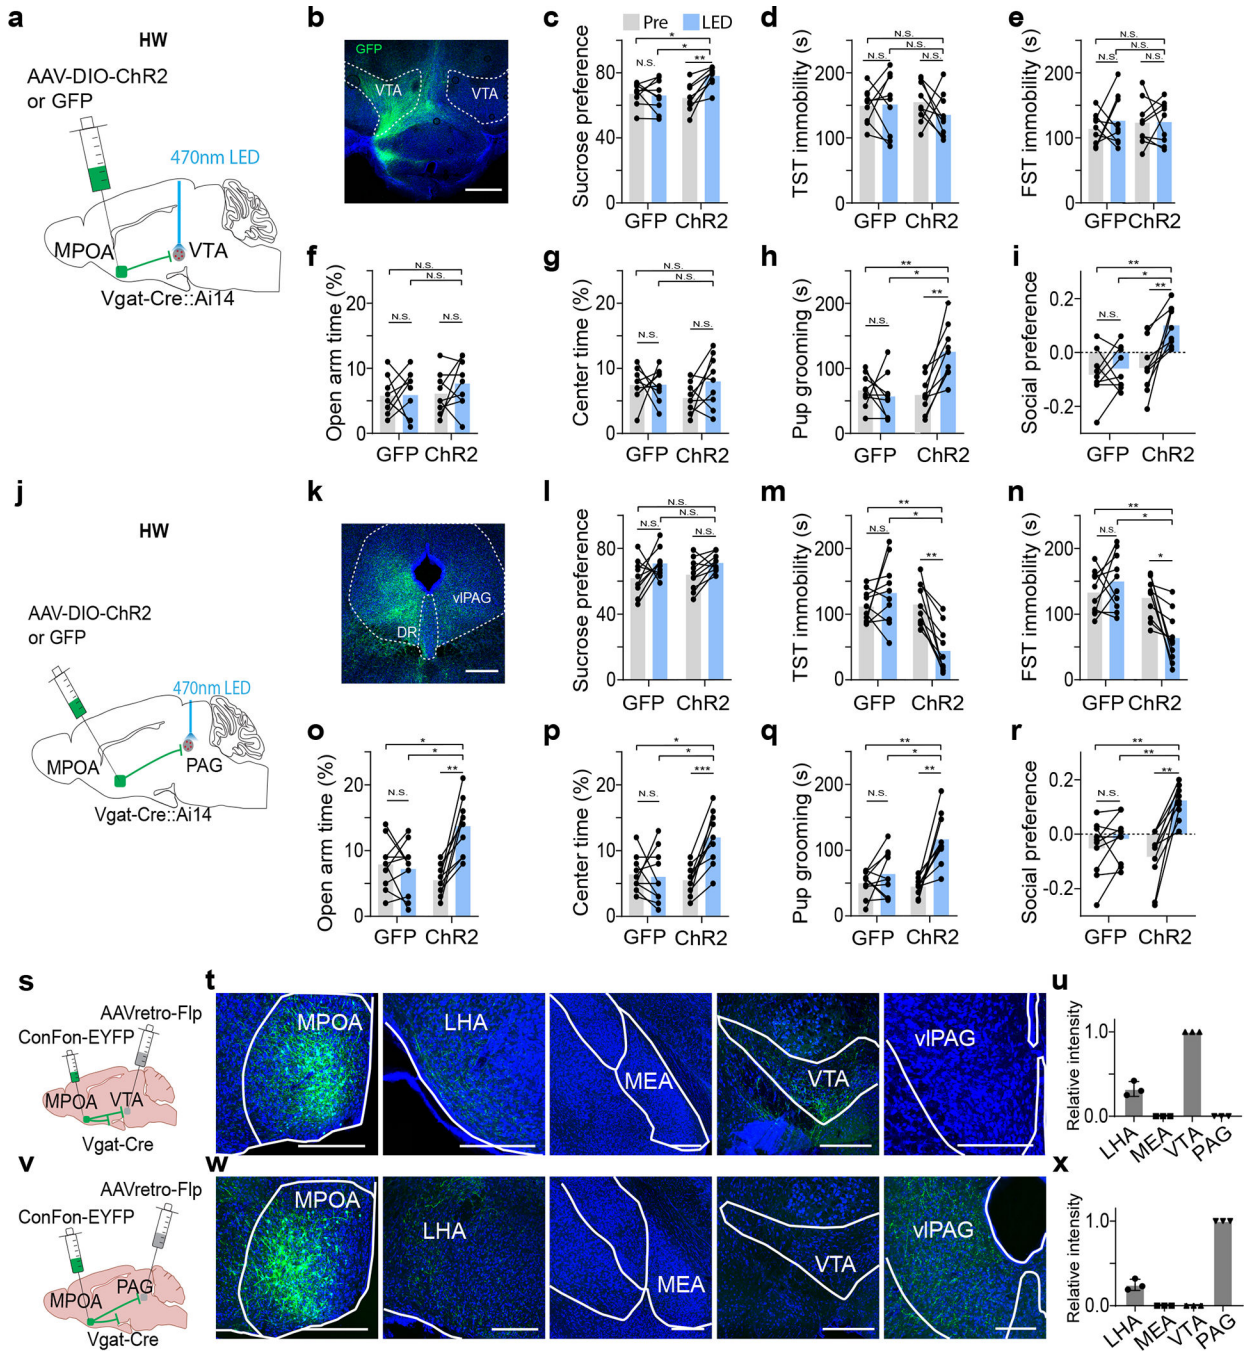 a
HW
AAV-DIO-ChR2
or GFP
470nm LED
MPOA
VTA
Vgat-Cre::Ai14
b
GFP
VTA
VTA
c
Pre
LED
Sucrose preference
80
40
0
N.S.
*
*
**
GFP
ChR2
d
TST immobility (s)
200
100
0
N.S.
N.S.
N.S.
N.S.
GFP
ChR2
e
FST immobility (s)
200
100
0
N.S.
N.S.
N.S.
N.S.
GFP
ChR2
f
Open arm time (%)
20
10
0
N.S.
N.S.
N.S.
N.S.
GFP ChR2
g
Center time (%)
20
10
0
N.S.
N.S.
N.S.
N.S.
GFP ChR2
h
Pup grooming (s)
200
100
0
**
*
N.S.
**
GFP ChR2
i
Social preference
0.2
0.0
-0.2
**
*
N.S.
**
GFP
ChR2
j
HW
AAV-DIO-ChR2
or GFP
470nm LED
MPOA
PAG
Vgat-Cre::Ai14
k
vlPAG
DR
l
Sucrose preference
80
40
0
N.S.
N.S.
N.S.
N.S.
GFP
ChR2
m
TST immobility (s)
200
100
0
**
*
N.S.
**
GFP
ChR2
n
FST immobility (s)
200
100
0
**
*
N.S.
*
GFP ChR2
o
Open arm time (%)
20
10
0
*
*
N.S.
**
GFP ChR2
p
Center time (%)
20
10
0
*
*
N.S.
***
GFP ChR2
q
Pup grooming (s)
200
100
0
**
*
N.S.
**
GFP ChR2
r
Social preference
0.2
0.0
-0.2
**
**
N.S.
**
GFP
ChR2
s
AAVretro-Flp
ConFon-EYFP
MPOA
VTA
Vgat-Cre
t
MPOA
LHA
MEA
VTA
vlPAG
u
Relative intensity
1.0
0.0
LHA
MEA
VTA
PAG
v
AAVretro-Flp
ConFon-EYFP
PAG
MPOA
Vgat-Cre
w
MPOA
LHA
MEA
VTA
vlPAG
x
Relative intensity
1.0
0.0
LHA
MEA
VTA
PAG